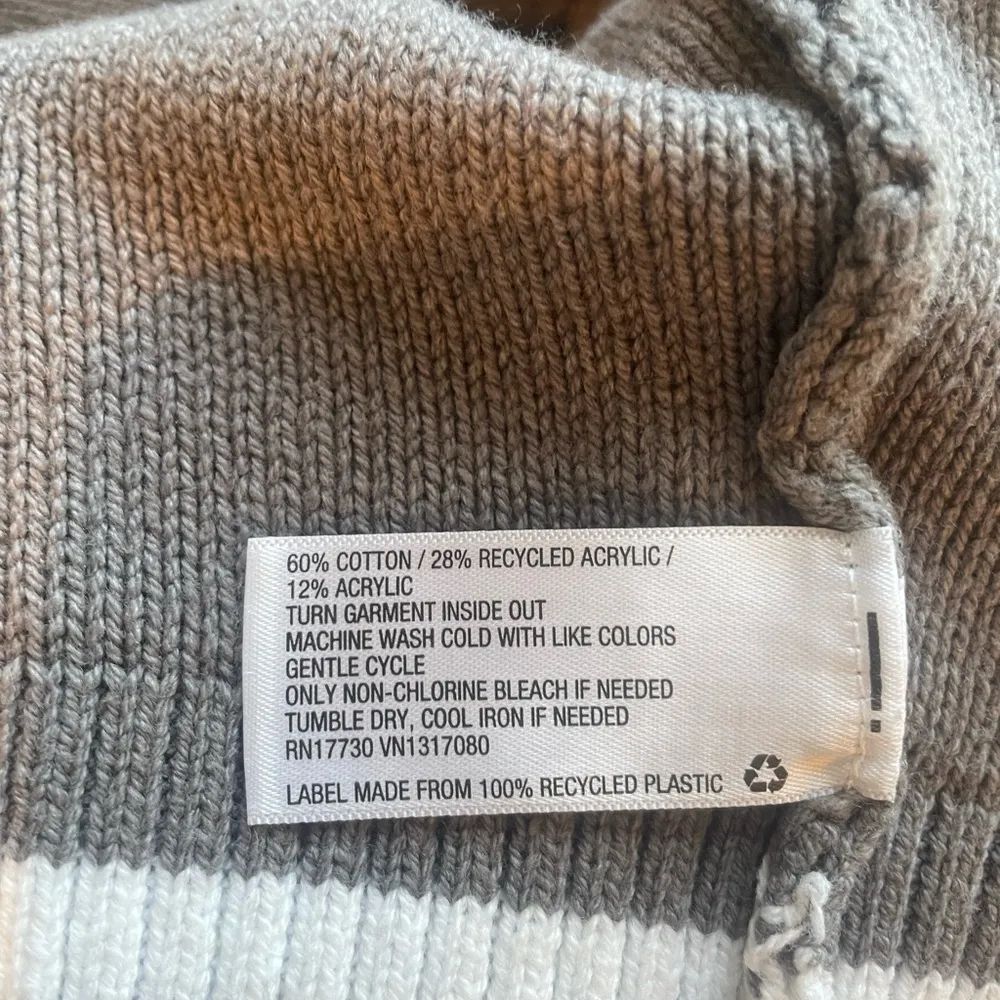 60% COTTON / 28% RECYCLED ACRYLIC /
12% ACRYLIC
TURN GARMENT INSIDE OUT
MACHINE WASH COLD WITH LIKE COLORS
GENTLE CYCLE
ONLY NON-CHLORINE BLEACH IF NEEDED
TUMBLE DRY, COOL IRON IF NEEDED
RN17730 VN1317080
LABEL MADE FROM 100% RECYCLED PLASTIC